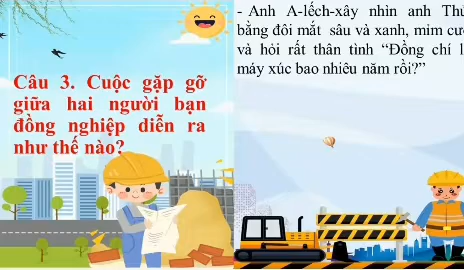 Câu 3. Cuộc gặp gỡ
giữa hai người bạn
đồng nghiệp diễn ra
như thế nào?
- Anh A-lếch-xây nhìn anh
bằng đôi mắt sâu và xanh, mỉm
và hỏi rất thân tình “Đồng chí
máy xúc bao nhiêu năm rồi?”